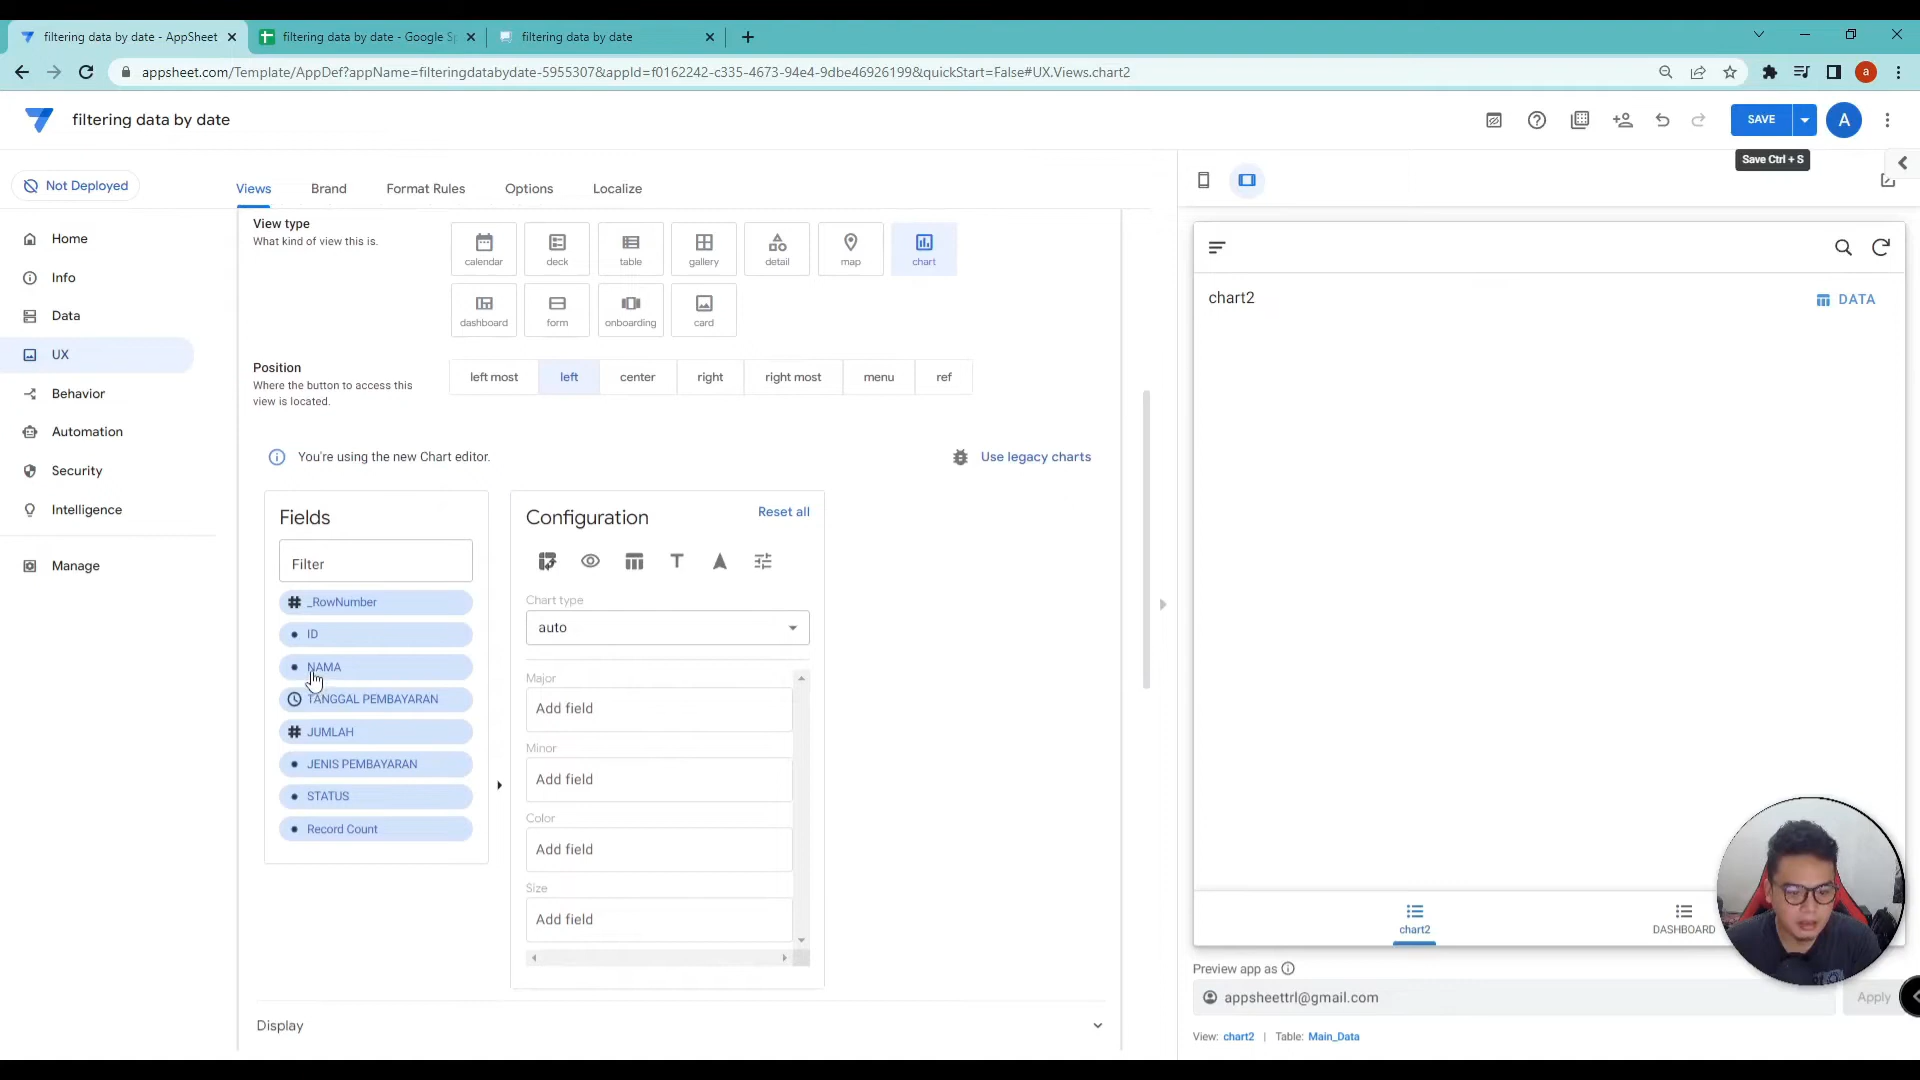 filtering data by date - AppSheet
filtering data by date - Google Sp
filtering data by date
appsheet.com/Template/AppDef?appName=filteringdatabydate-5955307&appId=f0162242-c335-4673-94e4-9dbe46926199&quickStart=False#UX.Views.chart2
a
filtering data by date
SAVE
A
Save Ctrl + S
Not Deployed
Views
Brand
Format Rules
Options
Localize
Home
Info
Data
UX
Behavior
Automation
Security
Intelligence
Manage
View type
What kind of view this is.
calendar
deck
table
gallery
detail
map
chart
dashboard
form
onboarding
card
Position
Where the button to access this
view is located.
left most
left
center
right
right most
menu
ref
You're using the new Chart editor.
Use legacy charts
Fields
Filter
_RowNumber
ID
NAMA
TANGGAL PEMBAYARAN
JUMLAH
JENIS PEMBAYARAN
STATUS
Record Count
Configuration
Reset all
Chart type
auto
Major
Add field
Minor
Add field
Color
Add field
Size
Add field
Display
chart2
DATA
chart2
DASHBOARD
Preview app as
appsheettrl@gmail.com
Apply
View: chart2 | Table: Main_Data